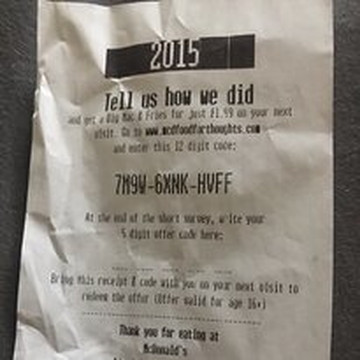 2015
Tell us how we did
and get a Big Mac & Fries for just £1.99 on your next
visit. Go to www.mcdfoodforthoughts.com
and enter this 12 digit code:
7M9W-6XNK-HVFF
At the end of the short survey, write your
5 digit offer code here:
Bring this receipt & code with you on your next visit to
redeem the offer (Offer valid for age 16+)
Thank you for eating at
McDonald's